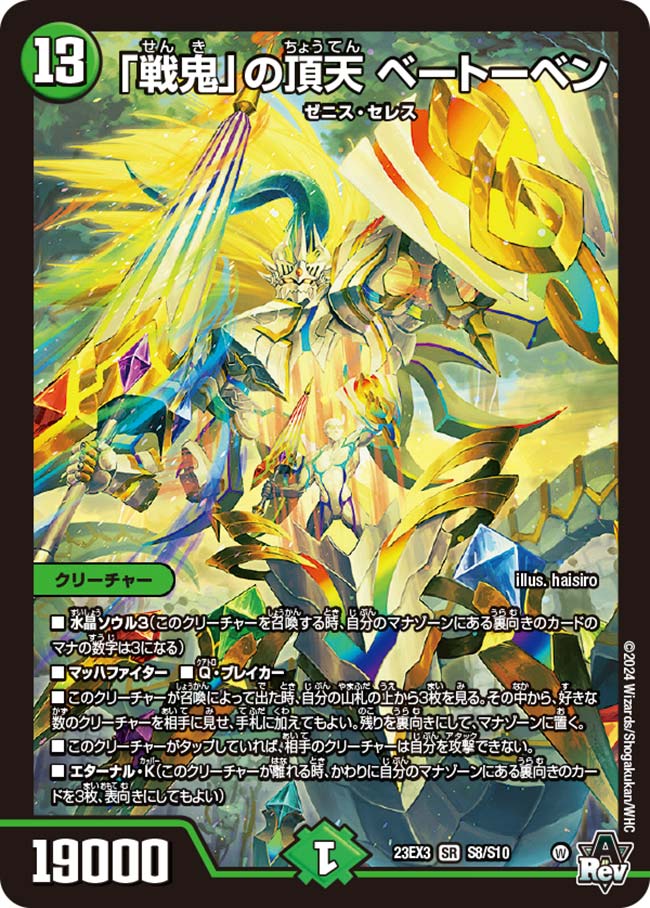 13
「戦鬼」の頂天 ベートーベン
せんき ちょうてん
ゼニス・セレス
クリーチャー
illus. haisiro
■水晶ソウル3(このクリーチャーを召喚する時、自分のマナゾーンにある裏向きのカードの
マナの数字は3になる)
■マッハファイター ■Q・ブレイカー
■このクリーチャーが召喚によって出た時、自分の山札の上から3枚を見る。その中から、好きな
数のクリーチャーを相手に見せ、手札に加えてもよい。残りを裏向きにして、マナゾーンに置く。
■このクリーチャーがタップしていれば、相手のクリーチャーは自分を攻撃できない。
■エターナル・K(このクリーチャーが離れる時、かわりに自分のマナゾーンにある裏向きのカー
ドを3枚、表向きにしてもよい)
©2024 Wizards/Shogakukan/WHC
19000
1
23EX3 SR S8/S10
W
A Rev